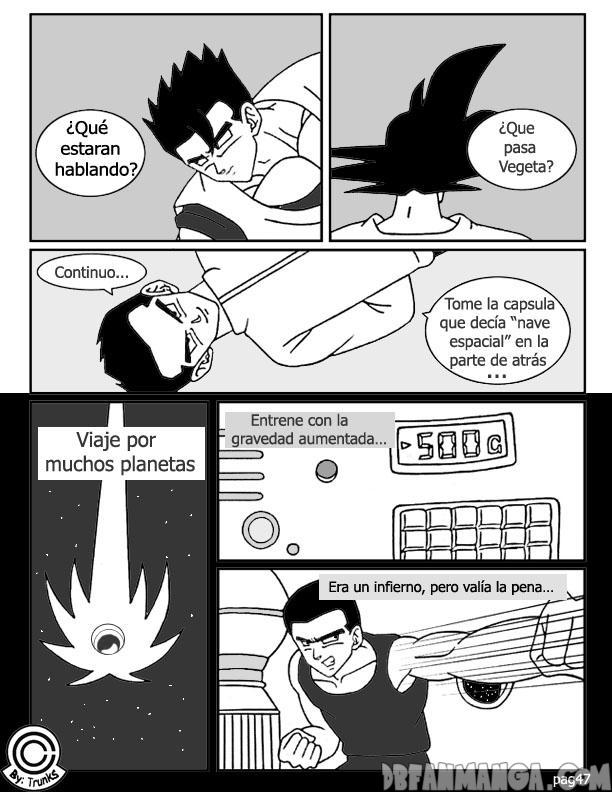 ¿Qué
estaran
hablando?
¿Que
pasa
Vegeta?
Continuo...
Tome la capsula
que decía “nave
espacial” en la
parte de atrás
...
Viaje por
muchos planetas
Entrene con la
gravedad aumentada...
>500G
Era un infierno, pero valía la pena...
By: Trunks
pag47
DBFANMANGA.COM